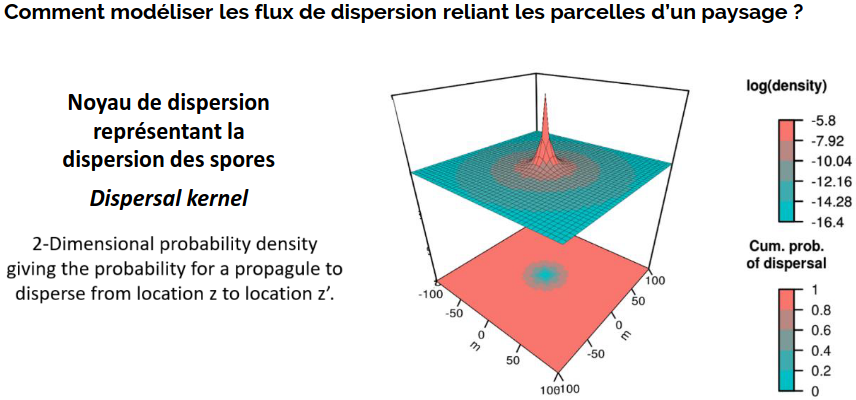 Comment modéliser les flux de dispersion reliant les parcelles d'un paysage ?
Noyau de dispersion
représentant la
dispersion des spores
Dispersal kernel
2-Dimensional probability density
giving the probability for a propagule to
disperse from location z to location z’.
-100
-50
0
m
50
100
100
50
0
m
-50
100
log(density)
-5.8
-7.92
-10.04
-12.16
-14.28
-16.4
Cum. prob.
of dispersal
1
0.8
0.6
0.4
0.2
0